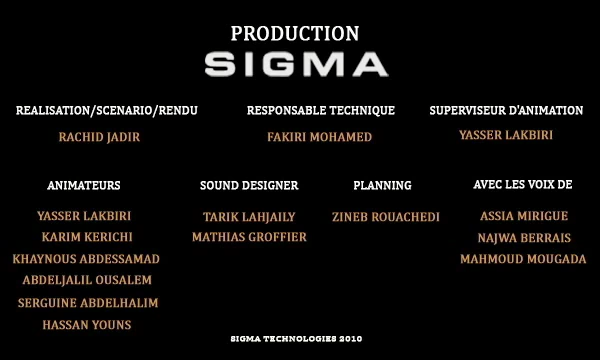 PRODUCTION
SIGMA
REALISATION/SCENARIO/RENDU
RACHID JADIR
RESPONSABLE TECHNIQUE
FAKIRI MOHAMED
SUPERVISEUR D'ANIMATION
YASSER LAKBIRI
ANIMATEURS
YASSER LAKBIRI
KARIM KERICHI
KHAYNOUS ABDESSAMAD
ABDELJALIL OUSALEM
SERGUINE ABDELHALIM
HASSAN YOUNS
SOUND DESIGNER
TARIK LAHJAILY
MATHIAS GROFFIER
PLANNING
ZINEB ROUACHEDI
AVEC LES VOIX DE
ASSIA MIRIGUE
NAJWA BERRAIS
MAHMOUD MOUGADA
SIGMA TECHNOLOGIES 2010